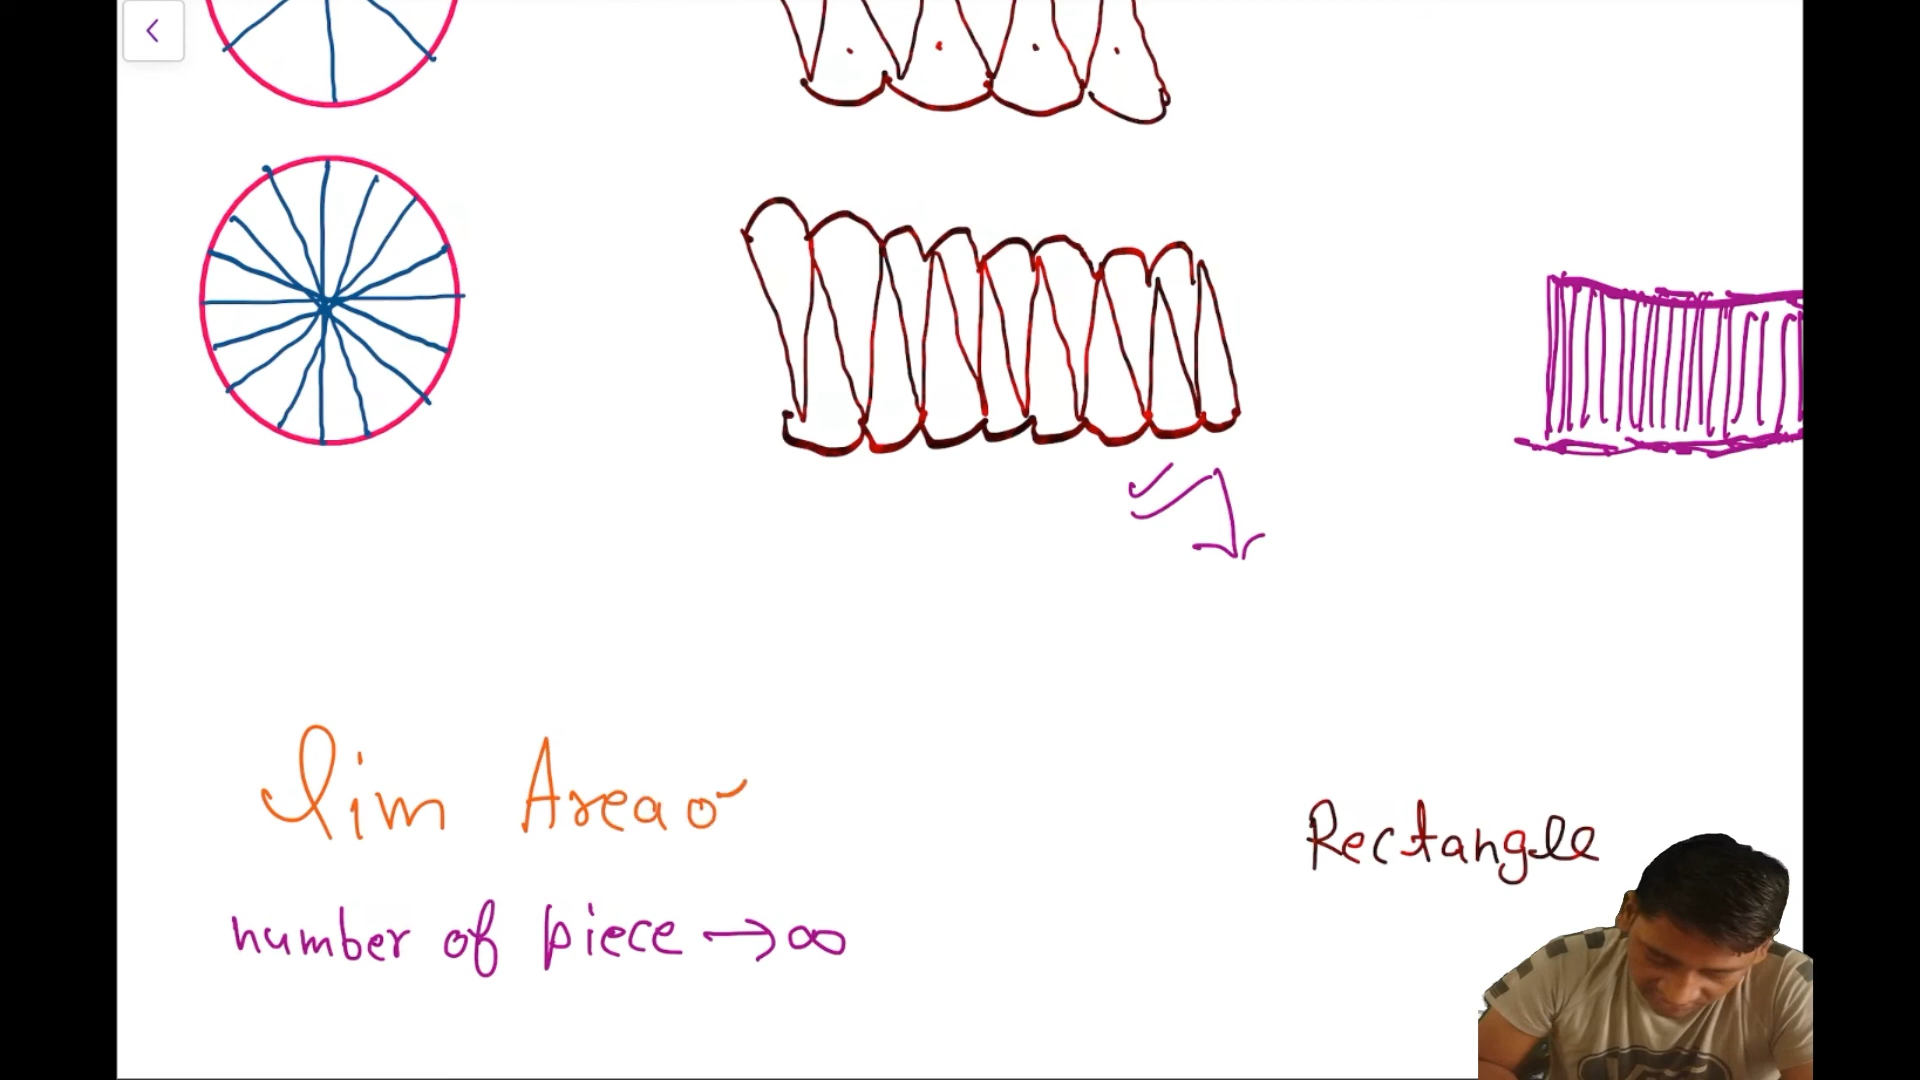 lim Area o
Rectangle
number of piece → ∞